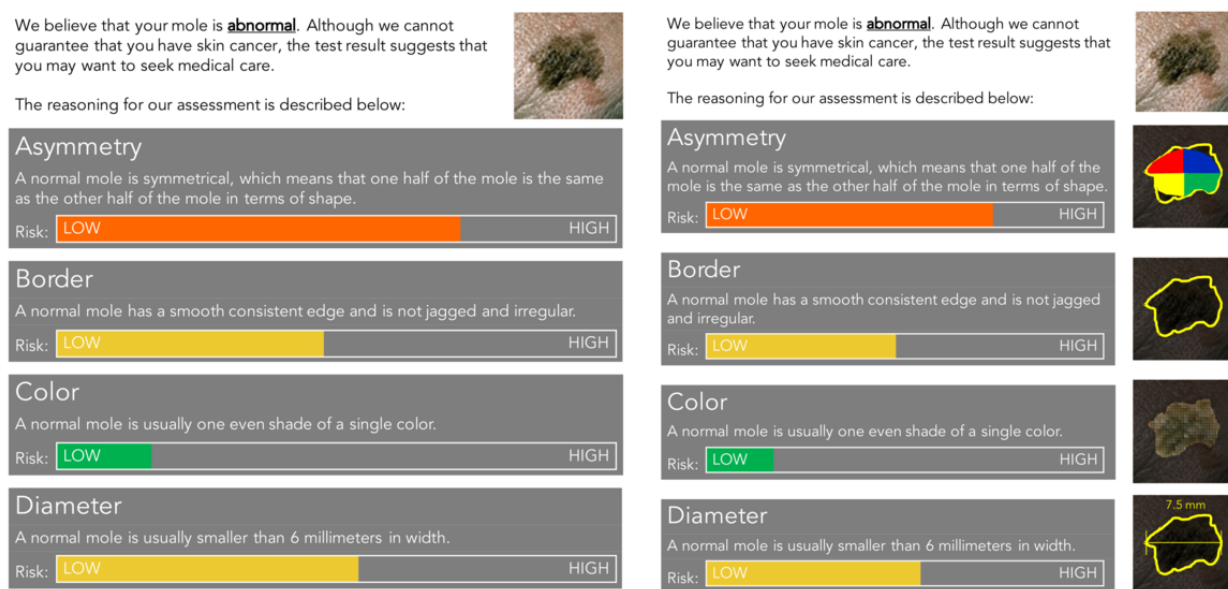 We believe that your mole is abnormal. Although we cannot
guarantee that you have skin cancer, the test result suggests that
you may want to seek medical care.
The reasoning for our assessment is described below:
Asymmetry
A normal mole is symmetrical, which means that one half of the mole is the same
as the other half of the mole in terms of shape.
Risk: LOW HIGH
Border
A normal mole has a smooth consistent edge and is not jagged and irregular.
Risk: LOW HIGH
Color
A normal mole is usually one even shade of a single color.
Risk: LOW HIGH
Diameter
A normal mole is usually smaller than 6 millimeters in width.
Risk: LOW HIGH
We believe that your mole is abnormal. Although we cannot
guarantee that you have skin cancer, the test result suggests that
you may want to seek medical care.
The reasoning for our assessment is described below:
Asymmetry
A normal mole is symmetrical, which means that one half of the
mole is the same as the other half of the mole in terms of shape.
Risk: LOW HIGH
Border
A normal mole has a smooth consistent edge and is not jagged
and irregular.
Risk: LOW HIGH
Color
A normal mole is usually one even shade of a single color.
Risk: LOW HIGH
Diameter
A normal mole is usually smaller than 6 millimeters in width.
Risk: LOW HIGH
7.5 mm